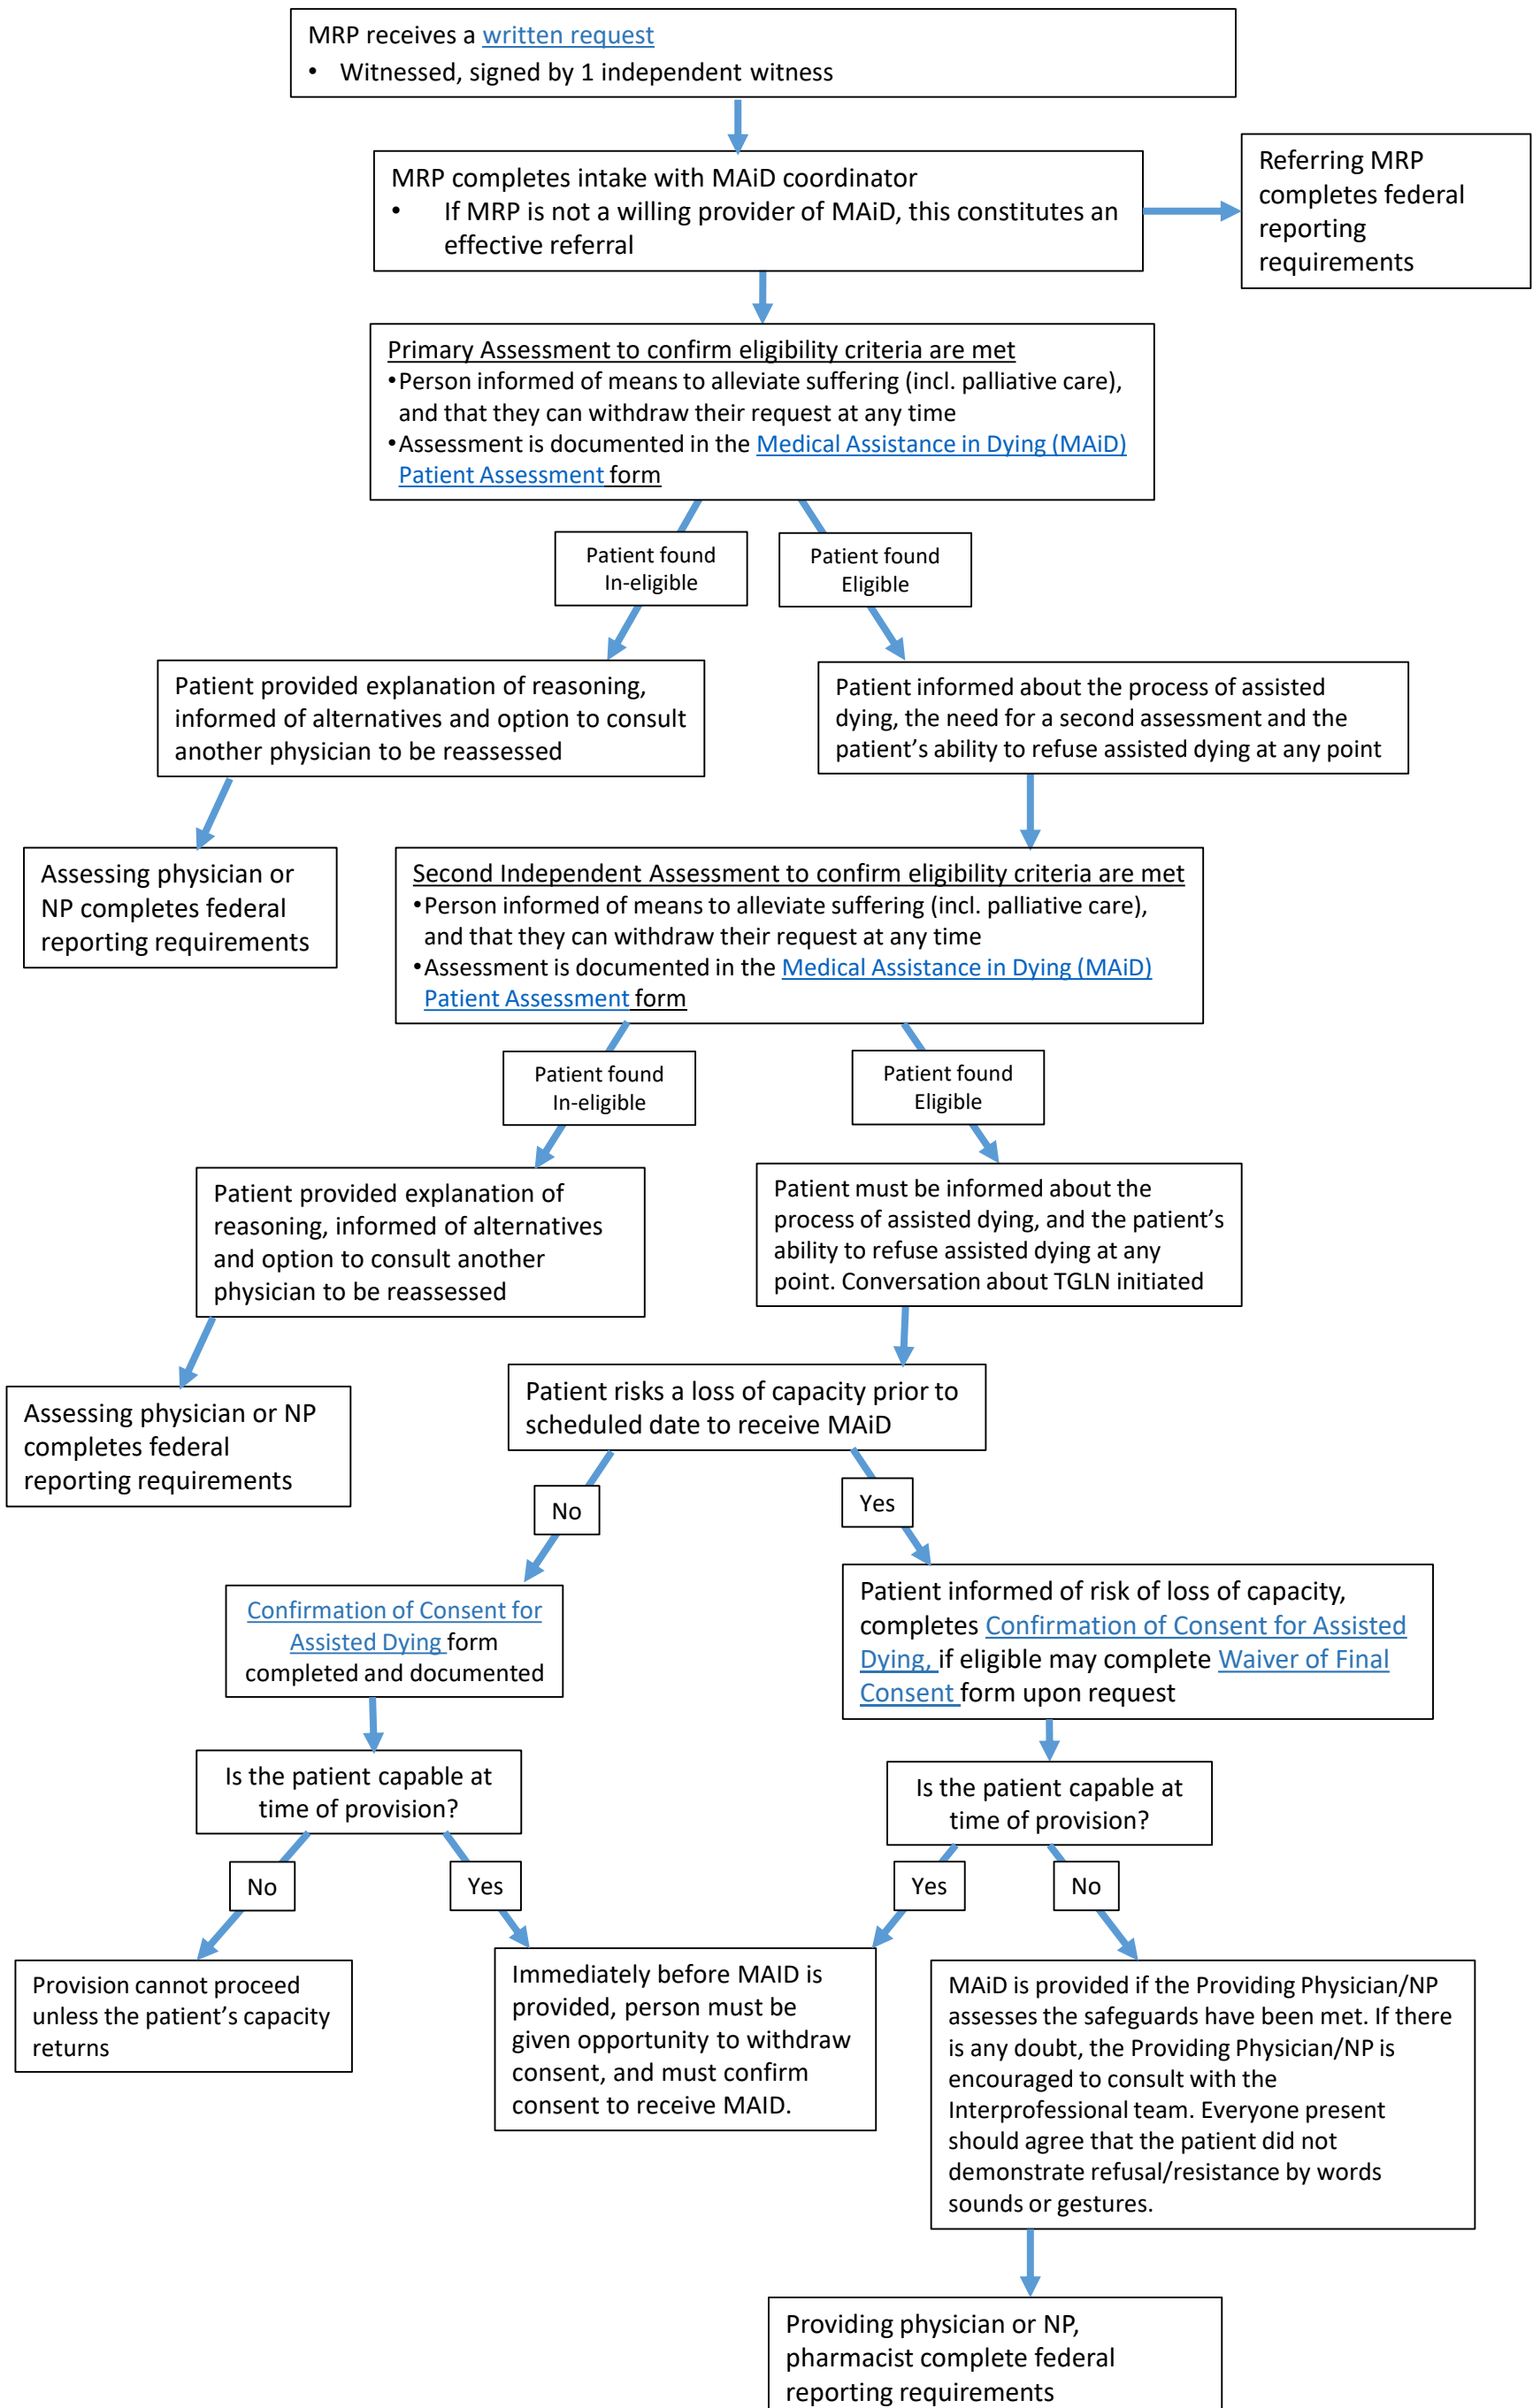 MRP receives a written request
• Witnessed, signed by 1 independent witness
MRP completes intake with MAiD coordinator
• If MRP is not a willing provider of MAiD, this constitutes an
effective referral
Referring MRP
completes federal
reporting
requirements
Primary Assessment to confirm eligibility criteria are met
•Person informed of means to alleviate suffering (incl. palliative care),
and that they can withdraw their request at any time
•Assessment is documented in the Medical Assistance in Dying (MAiD)
Patient Assessment form
Patient found
In-eligible
Patient found
Eligible
Patient provided explanation of reasoning,
informed of alternatives and option to consult
another physician to be reassessed
Patient informed about the process of assisted
dying, the need for a second assessment and the
patient’s ability to refuse assisted dying at any point
Assessing physician or
NP completes federal
reporting requirements
Second Independent Assessment to confirm eligibility criteria are met
•Person informed of means to alleviate suffering (incl. palliative care),
and that they can withdraw their request at any time
•Assessment is documented in the Medical Assistance in Dying (MAiD)
Patient Assessment form
Patient found
In-eligible
Patient found
Eligible
Patient provided explanation of
reasoning, informed of alternatives
and option to consult another
physician to be reassessed
Patient must be informed about the
process of assisted dying, and the patient’s
ability to refuse assisted dying at any
point. Conversation about TGLN initiated
Assessing physician or NP
completes federal
reporting requirements
Patient risks a loss of capacity prior to
scheduled date to receive MAiD
No
Yes
Confirmation of Consent for
Assisted Dying form
completed and documented
Patient informed of risk of loss of capacity,
completes Confirmation of Consent for Assisted
Dying, if eligible may complete Waiver of Final
Consent form upon request
Is the patient capable at
time of provision?
Is the patient capable at
time of provision?
No
Yes
Yes
No
Provision cannot proceed
unless the patient’s capacity
returns
Immediately before MAID is
provided, person must be
given opportunity to withdraw
consent, and must confirm
consent to receive MAID.
MAiD is provided if the Providing Physician/NP
assesses the safeguards have been met. If there
is any doubt, the Providing Physician/NP is
encouraged to consult with the
Interprofessional team. Everyone present
should agree that the patient did not
demonstrate refusal/resistance by words
sounds or gestures.
Providing physician or NP,
pharmacist complete federal
reporting requirements